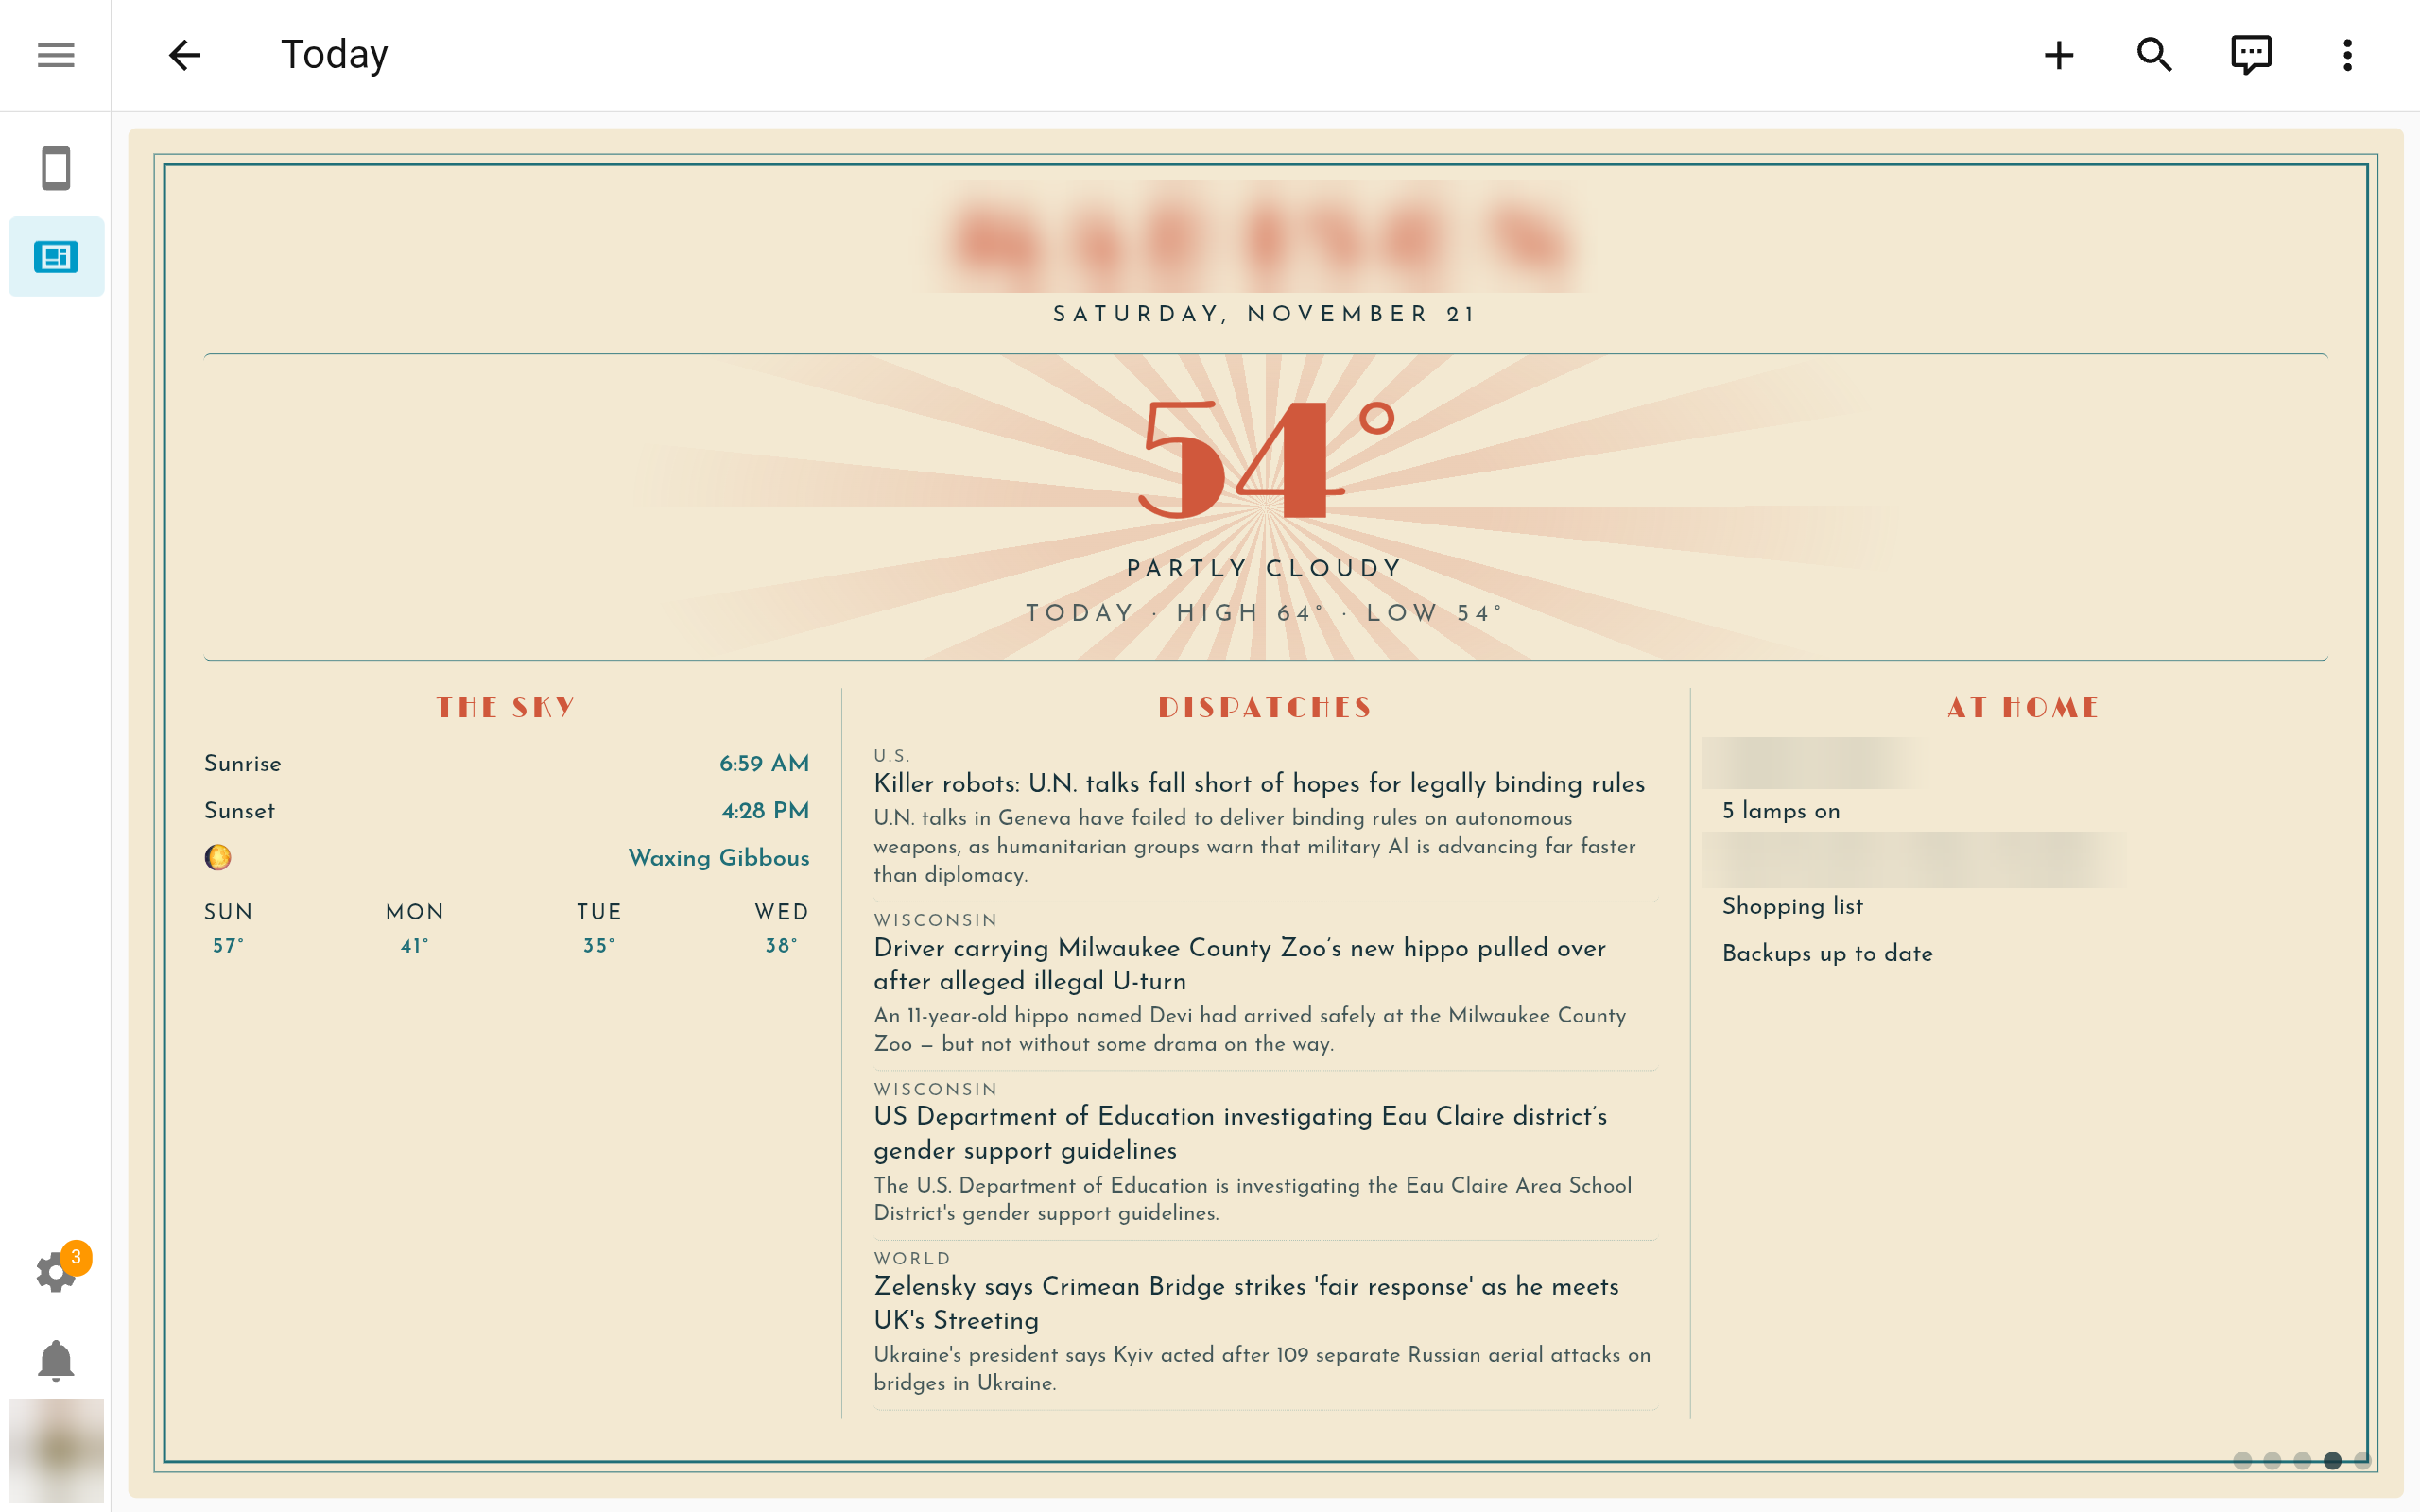 Today
SATURDAY, NOVEMBER 21
54°
PARTLY CLOUDY
TODAY · HIGH 64° · LOW 54°
THE SKY
Sunrise 6:59 AM
Sunset 4:28 PM
Waxing Gibbous
SUN MON TUE WED
57° 41° 35° 38°
DISPATCHES
U.S.
Killer robots: U.N. talks fall short of hopes for legally binding rules
U.N. talks in Geneva have failed to deliver binding rules on autonomous
weapons, as humanitarian groups warn that military AI is advancing far faster
than diplomacy.
WISCONSIN
Driver carrying Milwaukee County Zoo’s new hippo pulled over
after alleged illegal U-turn
An 11-year-old hippo named Devi had arrived safely at the Milwaukee County
Zoo — but not without some drama on the way.
WISCONSIN
US Department of Education investigating Eau Claire district’s
gender support guidelines
The U.S. Department of Education is investigating the Eau Claire Area School
District's gender support guidelines.
WORLD
Zelensky says Crimean Bridge strikes 'fair response' as he meets
UK's Streeting
Ukraine's president says Kyiv acted after 109 separate Russian aerial attacks on
bridges in Ukraine.
AT HOME
5 lamps on
Shopping list
Backups up to date
3